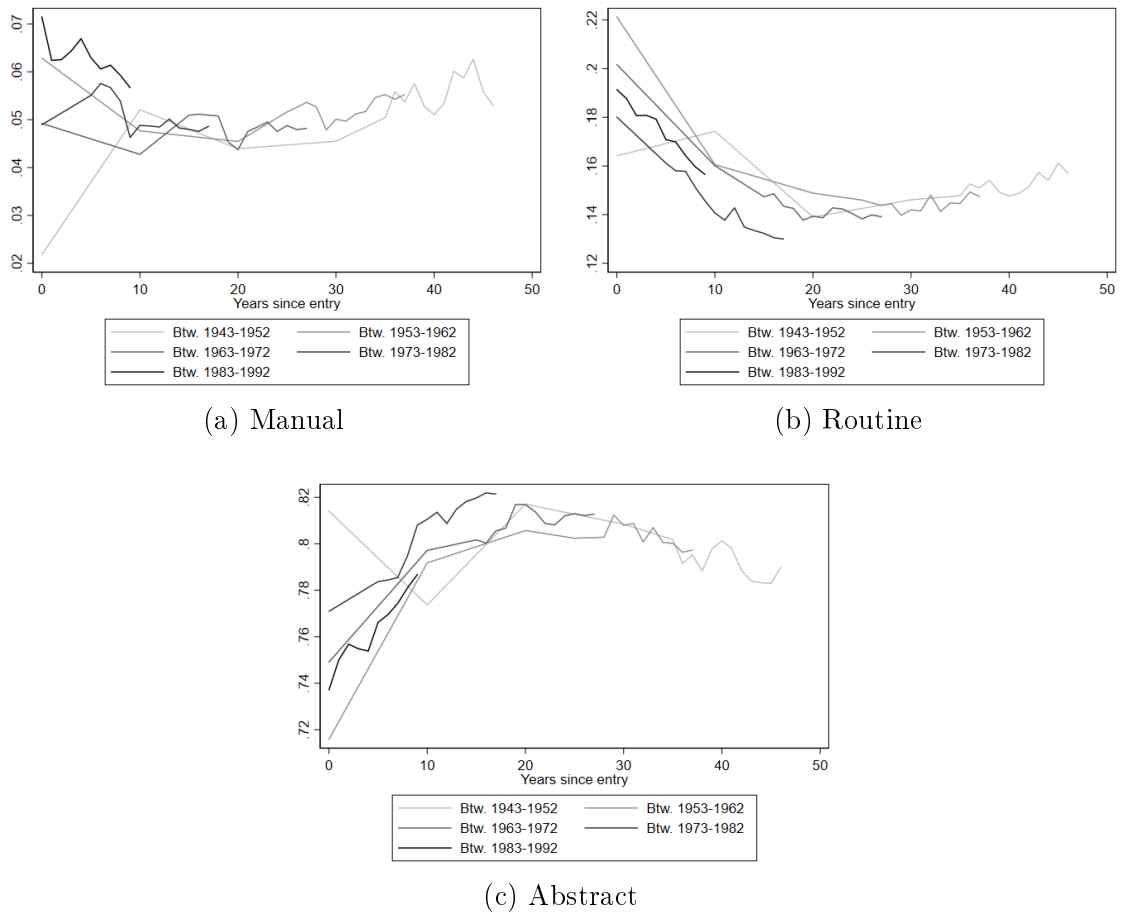 .07
.06
.05
.04
.03
.02
0 10 20 30 40 50
Years since entry
Btw. 1943-1952 Btw. 1953-1962
Btw. 1963-1972 Btw. 1973-1982
Btw. 1983-1992
(a) Manual
.22
.2
.18
.16
.14
.12
0 10 20 30 40 50
Years since entry
Btw. 1943-1952 Btw. 1953-1962
Btw. 1963-1972 Btw. 1973-1982
Btw. 1983-1992
(b) Routine
.82
.8
.78
.76
.74
.72
0 10 20 30 40 50
Years since entry
Btw. 1943-1952 Btw. 1953-1962
Btw. 1963-1972 Btw. 1973-1982
Btw. 1983-1992
(c) Abstract